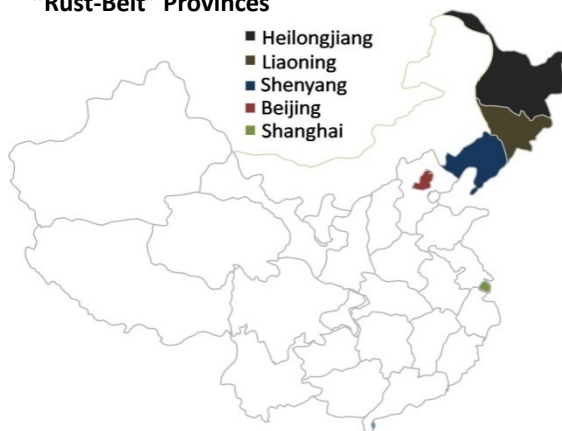 "Rust-Belt" Provinces
Heilongjiang
Liaoning
Shenyang
Beijing
Shanghai